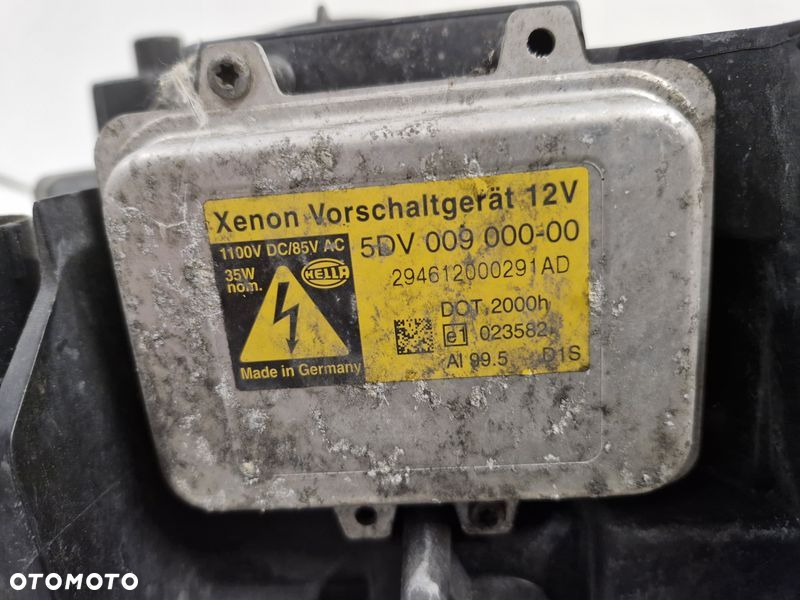 Xenon Vorschaltgerät 12V
1100V DC/85V AC
5DV 009 000-00
35W
nom.
HELLA
294612000291AD
DOT 2000h
e1 023582
Al 99.5 D1S
Made in Germany
OTOMOTO